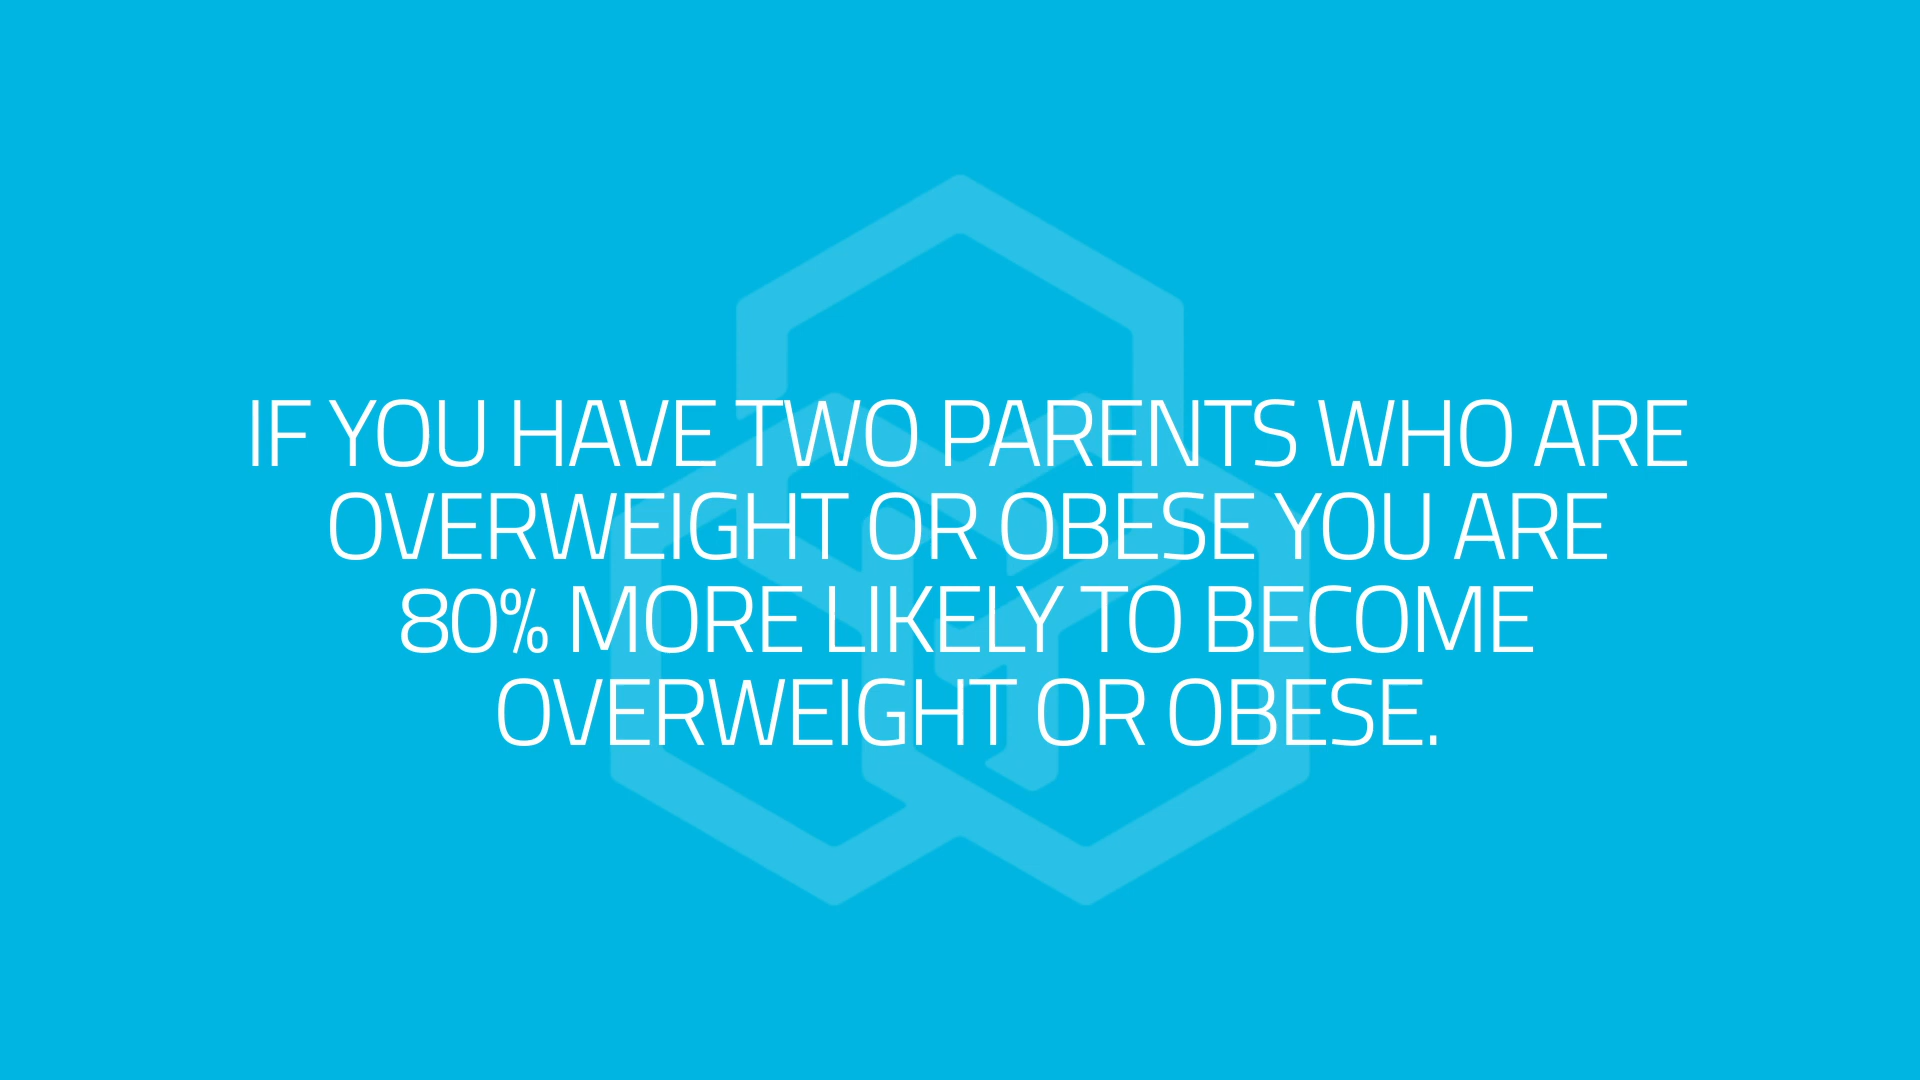 IF YOU HAVE TWO PARENTS WHO ARE
OVERWEIGHT OR OBESE YOU ARE
80% MORE LIKELY TO BECOME
OVERWEIGHT OR OBESE.